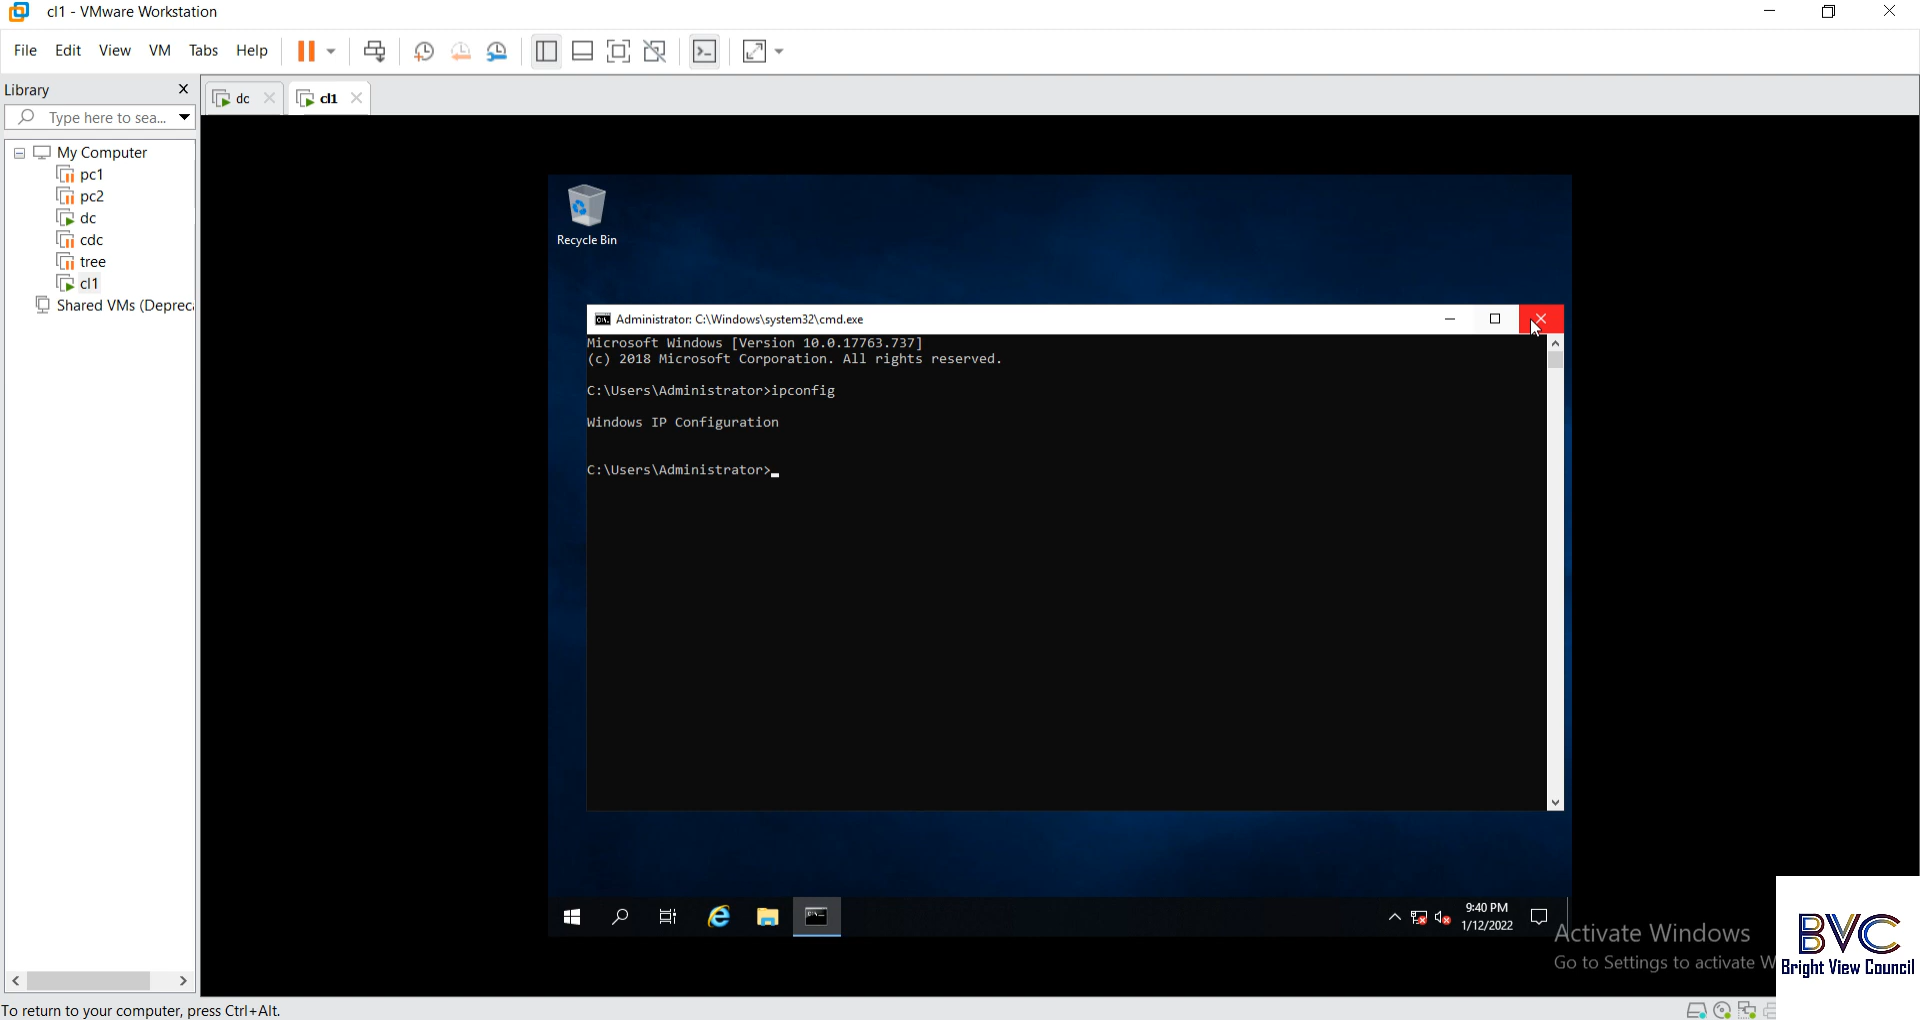 cl1 - VMware Workstation
File Edit View VM Tabs Help
Library
dc
cl1
Type here to sea...
My Computer
pc1
pc2
dc
cdc
tree
cl1
Shared VMs (Depreca
Recycle Bin
Administrator: C:\Windows\system32\cmd.exe
Microsoft Windows [Version 10.0.17763.737]
(c) 2018 Microsoft Corporation. All rights reserved.
C:\Users\Administrator>ipconfig
Windows IP Configuration
C:\Users\Administrator>
9:40 PM
1/12/2022
Activate Windows
Go to Settings to activate W
BVC
Bright View Council
To return to your computer, press Ctrl+Alt.